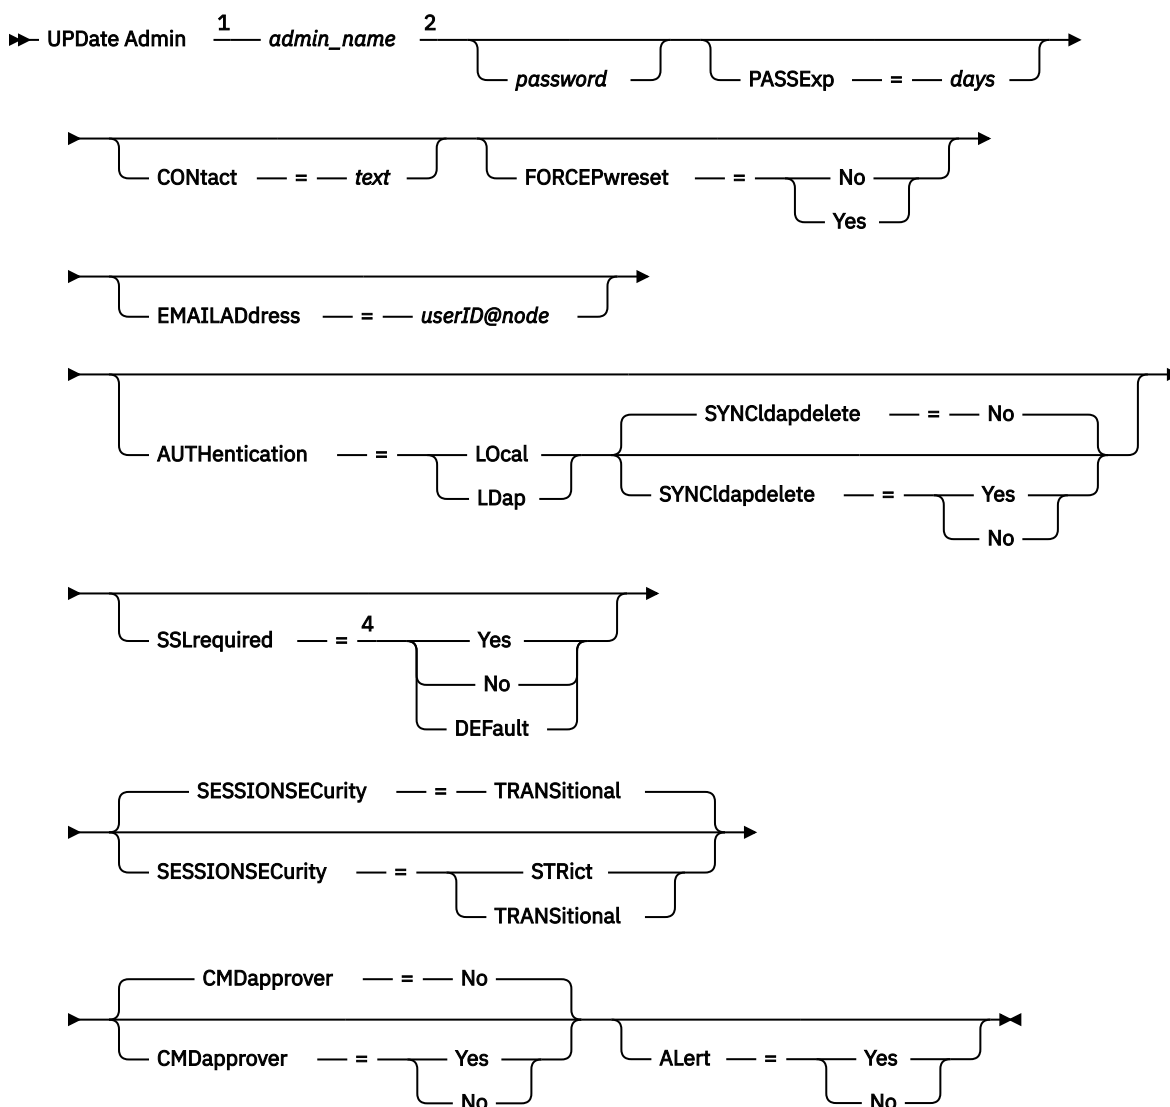 1 2
UPDate Admin admin_name
password PASSExp = days
CONtact = text FORCEPwreset = No
Yes
EMAILADdress = userID@node
SYNCldapdelete = No
AUTHentication = LOcal
LDap SYNCldapdelete = Yes
No
4
SSLrequired = Yes
No
DEFault
SESSIONSECurity = TRANSitional
SESSIONSECurity = STRict
TRANSitional
CMDapprover = No
CMDapprover = Yes ALert = Yes
No No